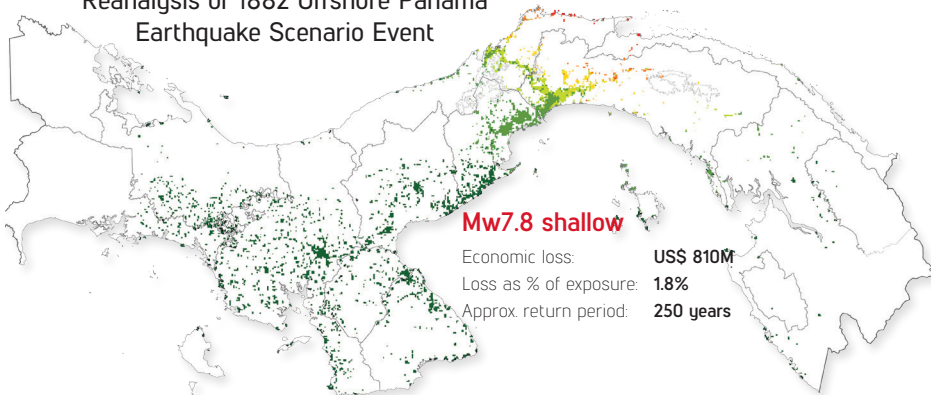 Reanalysis of 1882 Offshore Panama
Earthquake Scenario Event
Mw7.8 shallow
Economic loss: US$ 810M
Loss as % of exposure: 1.8%
Approx. return period: 250 years